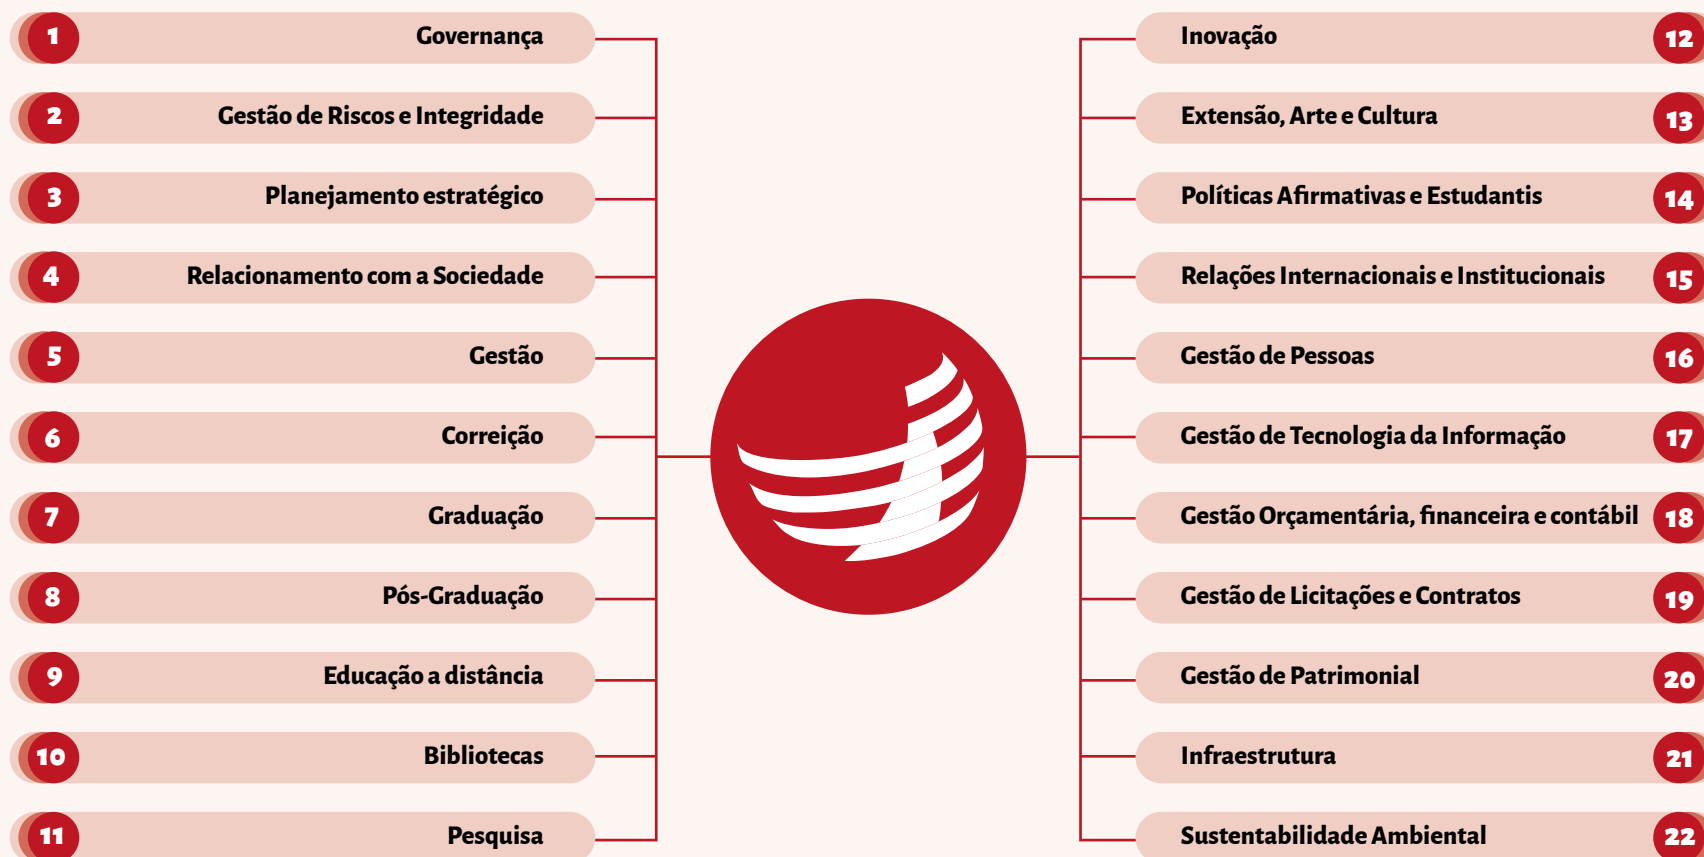 1 Governança
2 Gestão de Riscos e Integridade
3 Planejamento estratégico
4 Relacionamento com a Sociedade
5 Gestão
6 Correição
7 Graduação
8 Pós-Graduação
9 Educação a distância
10 Bibliotecas
11 Pesquisa
Inovação 12
Extensão, Arte e Cultura 13
Políticas Afirmativas e Estudantis 14
Relações Internacionais e Institucionais 15
Gestão de Pessoas 16
Gestão de Tecnologia da Informação 17
Gestão Orçamentária, financeira e contábil 18
Gestão de Licitações e Contratos 19
Gestão de Patrimonial 20
Infraestrutura 21
Sustentabilidade Ambiental 22